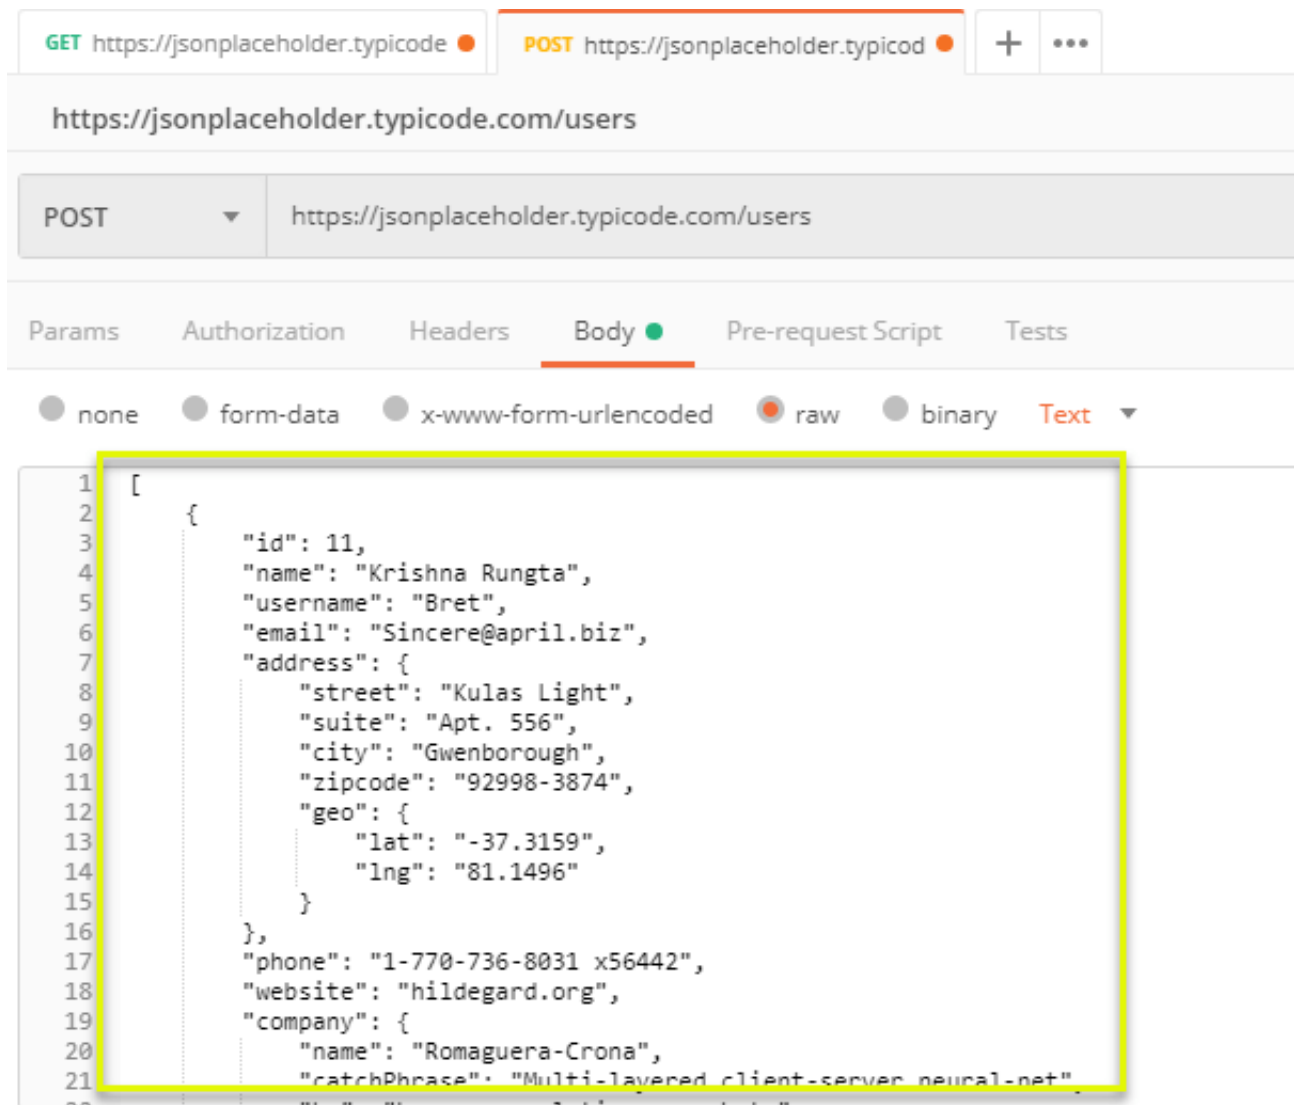 GET https://jsonplaceholder.typicode
POST https://jsonplaceholder.typicod
https://jsonplaceholder.typicode.com/users
POST https://jsonplaceholder.typicode.com/users
Params Authorization Headers Body Pre-request Script Tests
none form-data x-www-form-urlencoded raw binary Text
1 [
2 {
3 "id": 11,
4 "name": "Krishna Rungta",
5 "username": "Bret",
6 "email": "Sincere@april.biz",
7 "address": {
8 "street": "Kulas Light",
9 "suite": "Apt. 556",
10 "city": "Gwenborough",
11 "zipcode": "92998-3874",
12 "geo": {
13 "lat": "-37.3159",
14 "lng": "81.1496"
15 }
16 },
17 "phone": "1-770-736-8031 x56442",
18 "website": "hildegard.org",
19 "company": {
20 "name": "Romaguera-Crona",
21 "catchPhrase": "Multi-layered client-server neural-net",